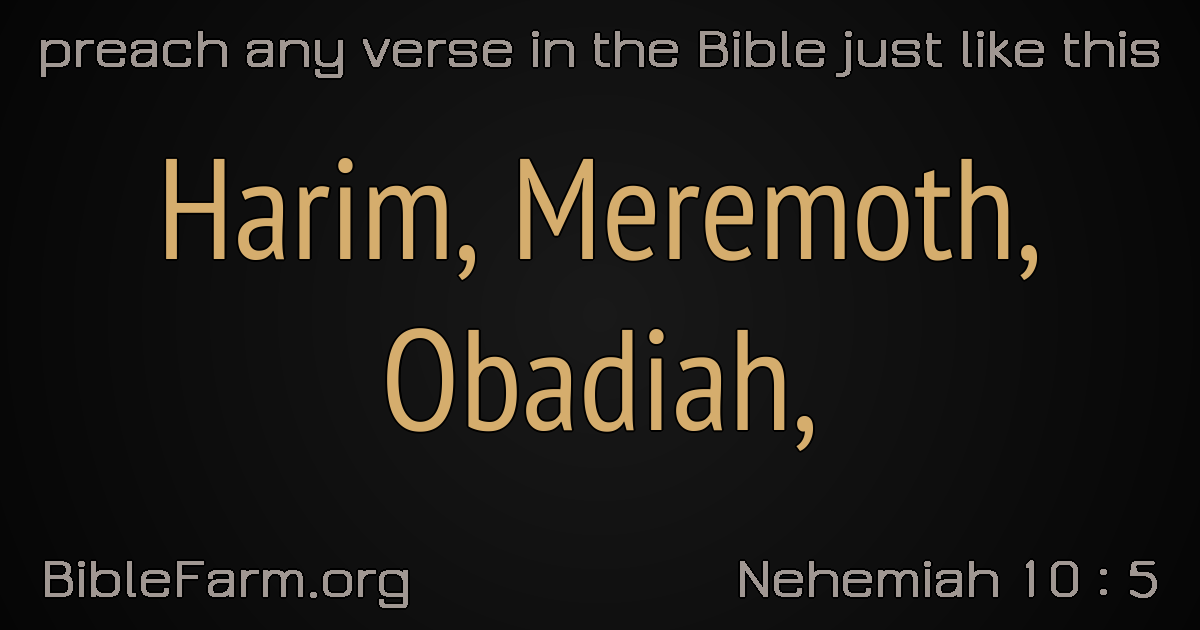 preach any verse in the Bible just like this
Harim, Meremoth,
Obadiah,
BibleFarm.org
Nehemiah 10 : 5